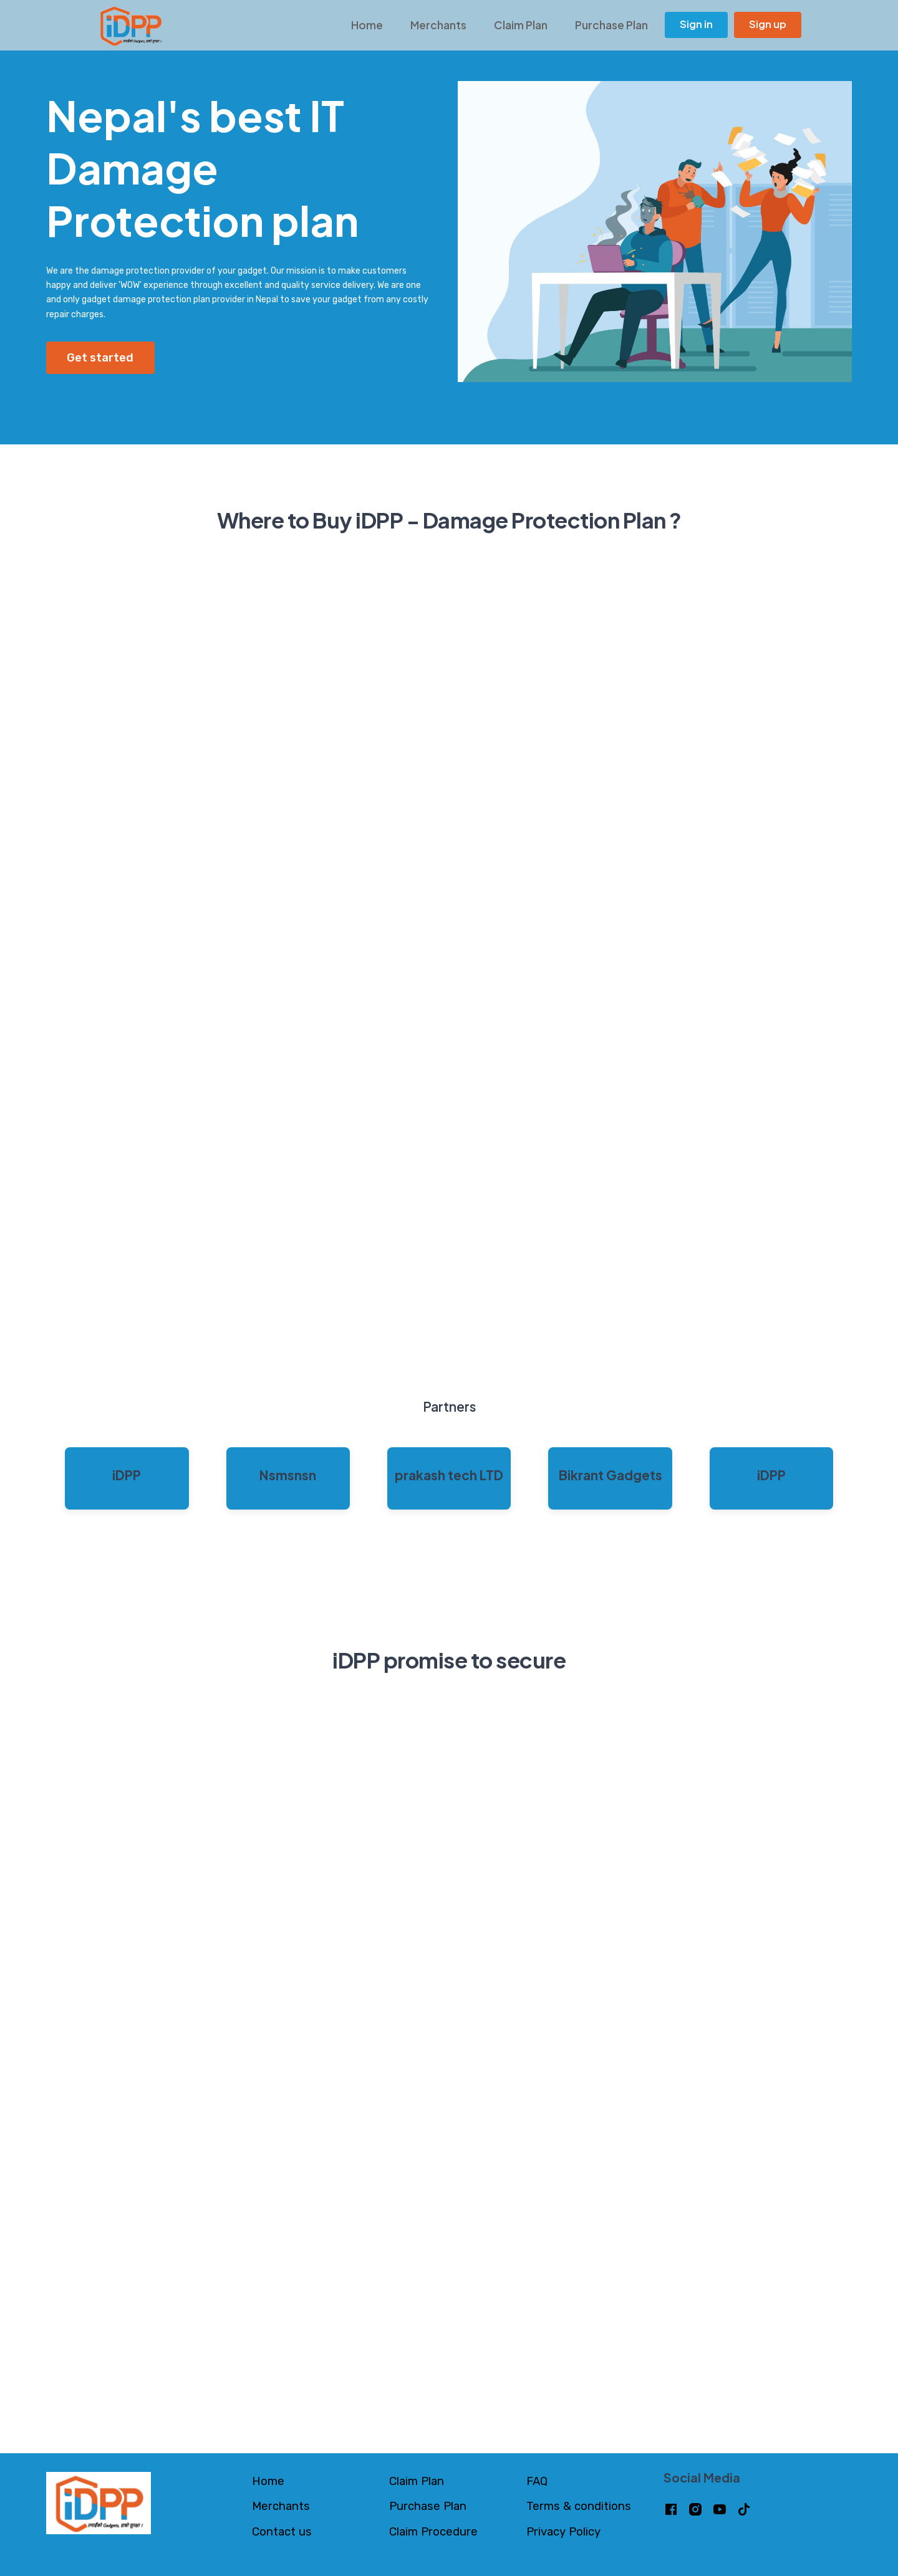 iDPP
Home
Merchants
Claim Plan
Purchase Plan
Sign in
Sign up
Nepal's best IT
Damage
Protection plan
We are the damage protection provider of your gadget. Our mission is to make customers
happy and deliver 'WOW' experience through excellent and quality service delivery. We are one
and only gadget damage protection plan provider in Nepal to save your gadget from any costly
repair charges.
Get started
Where to Buy iDPP - Damage Protection Plan ?
Partners
iDPP
Nsmsnsn
prakash tech LTD
Bikrant Gadgets
iDPP
iDPP promise to secure
iDPP
Home
Merchants
Contact us
Claim Plan
Purchase Plan
Claim Procedure
FAQ
Terms & conditions
Privacy Policy
Social Media